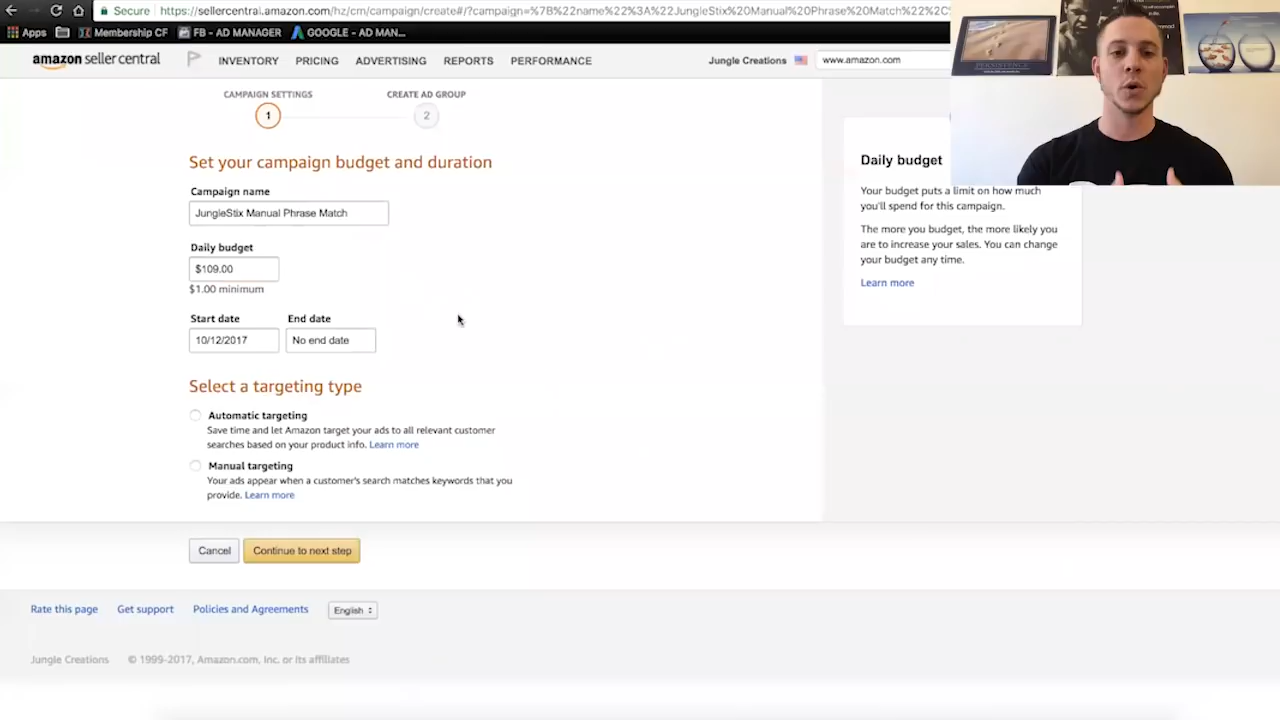 Secure
https://sellercentral.amazon.com/hz/cm/campaign/create#/?campaign=%7B%22name%22%3A%22JungleStix%20Manual%20Phrase%20Match%22%2C%
Apps
Membership CF
FB - AD MANAGER
GOOGLE - AD MAN...
amazon seller central
INVENTORY
PRICING
ADVERTISING
REPORTS
PERFORMANCE
Jungle Creations
www.amazon.com
PERSISTENCE
CAMPAIGN SETTINGS
CREATE AD GROUP
1
2
Set your campaign budget and duration
Campaign name
JungleStix Manual Phrase Match
Daily budget
$109.00
$1.00 minimum
Start date
End date
10/12/2017
No end date
Select a targeting type
Automatic targeting
Save time and let Amazon target your ads to all relevant customer
searches based on your product info. Learn more
Manual targeting
Your ads appear when a customer's search matches keywords that you
provide. Learn more
Cancel
Continue to next step
Daily budget
Your budget puts a limit on how much
you'll spend for this campaign.
The more you budget, the more likely you
are to increase your sales. You can change
your budget any time.
Learn more
Rate this page
Get support
Policies and Agreements
English
Jungle Creations
© 1999-2017, Amazon.com, Inc. or its affiliates